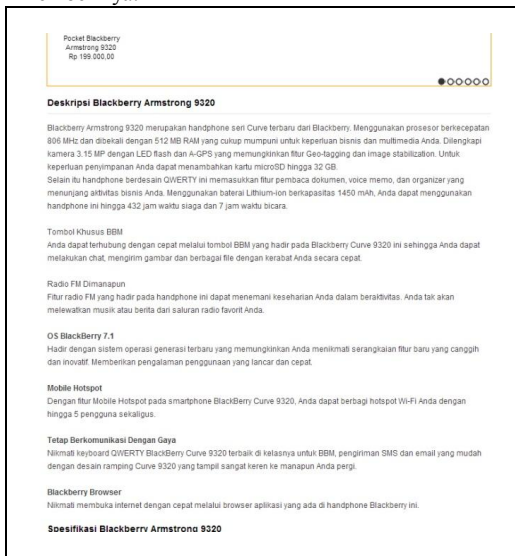 Pocket Blackberry
Armstrong 9320
Rp 199.000,00
Deskripsi Blackberry Armstrong 9320
Blackberry Armstrong 9320 merupakan handphone seri Curve terbaru dari Blackberry. Menggunakan prosesor berkecepatan
806 MHz dan dibekali dengan 512 MB RAM yang cukup mumpuni untuk keperluan bisnis dan multimedia Anda. Dilengkapi
kamera 3.15 MP dengan LED flash dan A-GPS yang memungkinkan fitur Geo-tagging dan image stabilization. Untuk
keperluan penyimpanan Anda dapat menambahkan kartu microSD hingga 32 GB.
Selain itu handphone berdesain QWERTY ini memasukkan fitur pembaca dokumen, voice memo, dan organizer yang
menunjang aktivitas bisnis Anda. Menggunakan baterai Lithium-ion berkapasitas 1450 mAh, Anda dapat menggunakan
handphone ini hingga 432 jam waktu siaga dan 7 jam waktu bicara.
Tombol Khusus BBM
Anda dapat terhubung dengan cepat melalui tombol BBM yang hadir pada Blackberry Curve 9320 ini sehingga Anda dapat
melakukan chat, mengirim gambar dan berbagai file dengan kerabat Anda secara cepat.
Radio FM Dimanapun
Fitur radio FM yang hadir pada handphone ini dapat menemani keseharian Anda dalam beraktivitas. Anda tak akan
melewatkan musik atau berita dari saluran radio favorit Anda.
OS BlackBerry 7.1
Hadir dengan sistem operasi generasi terbaru yang memungkinkan Anda menikmati serangkaian fitur baru yang canggih
dan inovatif. Memberikan pengalaman penggunaan yang lancar dan cepat.
Mobile Hotspot
Dengan fitur Mobile Hotspot pada smartphone BlackBerry Curve 9320, Anda dapat berbagi hotspot Wi-Fi Anda dengan
hingga 5 pengguna sekaligus.
Tetap Berkomunikasi Dengan Gaya
Nikmati keyboard QWERTY BlackBerry Curve 9320 terbaik di kelasnya untuk BBM, pengiriman SMS dan email yang mudah
dengan desain ramping Curve 9320 yang tampil sangat keren ke manapun Anda pergi.
Blackberry Browser
Nikmati membuka internet dengan cepat melalui browser aplikasi yang ada di handphone Blackberry ini.
Spesifikasi Blackberry Armstrong 9320